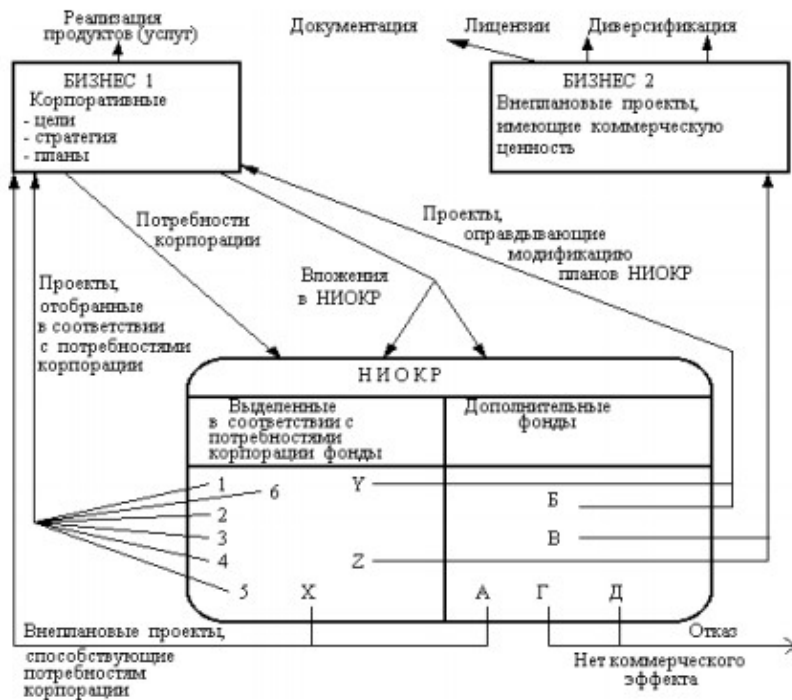 Реализация
продуктов (услуг)
Документация
Лицензии
Диверсификация
БИЗНЕС 1
Корпоративные
- цели
- стратегия
- планы
БИЗНЕС 2
Внеплановые проекты,
имеющие коммерческую
ценность
Потребности
корпорации
Проекты,
оправдывающие
модификацию
планов НИОКР
Вложения
в НИОКР
Проекты,
отобранные
в соответствии
с потребностями
корпорации
НИОКР
Выделенные
в соответствии с
потребностями
корпорации фонды
Дополнительные
фонды
1
6
Y
2
Б
3
В
4
Z
5
X
А
Г
Д
Внеплановые проекты,
способствующие
потребностям
корпорации
Отказ
Нет коммерческого
эффекта